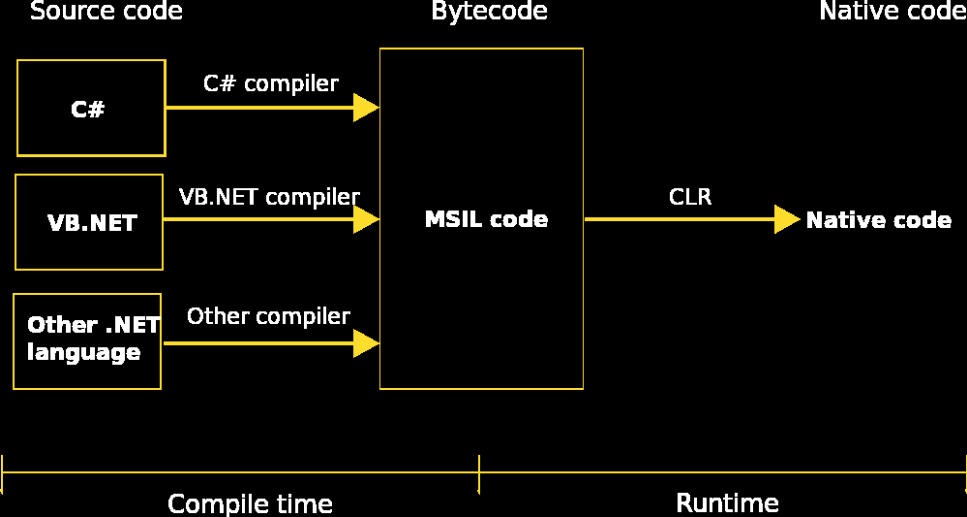 Source code
Bytecode
Native code
C# compiler
C#
VB.NET compiler
VB.NET
MSIL code
CLR
Native code
Other compiler
Other .NET
language
Compile time
Runtime